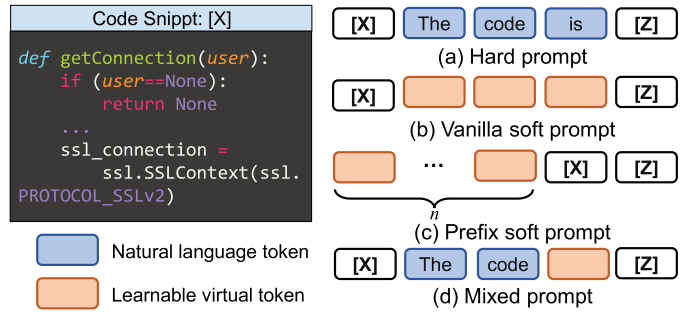 Code Snippt: [X]
def getConnection(user):
if (user==None):
return None
...
ssl_connection =
ssl.SSLContext(ssl.
PROTOCOL_SSLv2)
Natural language token
Learnable virtual token
[X] The code is [Z]
(a) Hard prompt
[X] [Z]
(b) Vanilla soft prompt
... [X] [Z]
n
(c) Prefix soft prompt
[X] The code [Z]
(d) Mixed prompt